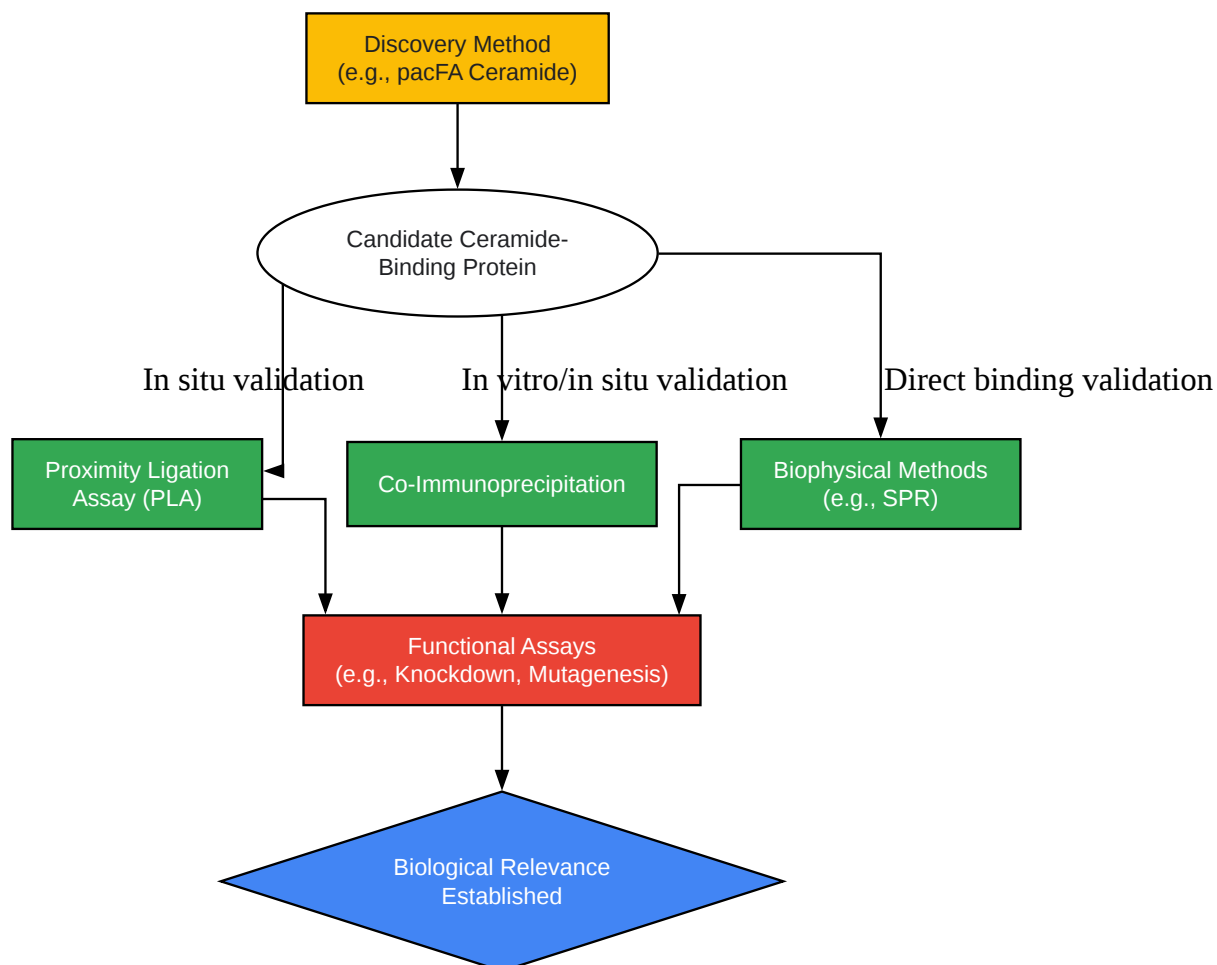 Discovery Method
(e.g., pacFA Ceramide)
Candidate Ceramide-
Binding Protein
In situ validation
In vitro/in situ validation
Direct binding validation
Proximity Ligation
Assay (PLA)
Co-Immunoprecipitation
Biophysical Methods
(e.g., SPR)
Functional Assays
(e.g., Knockdown, Mutagenesis)
Biological Relevance
Established